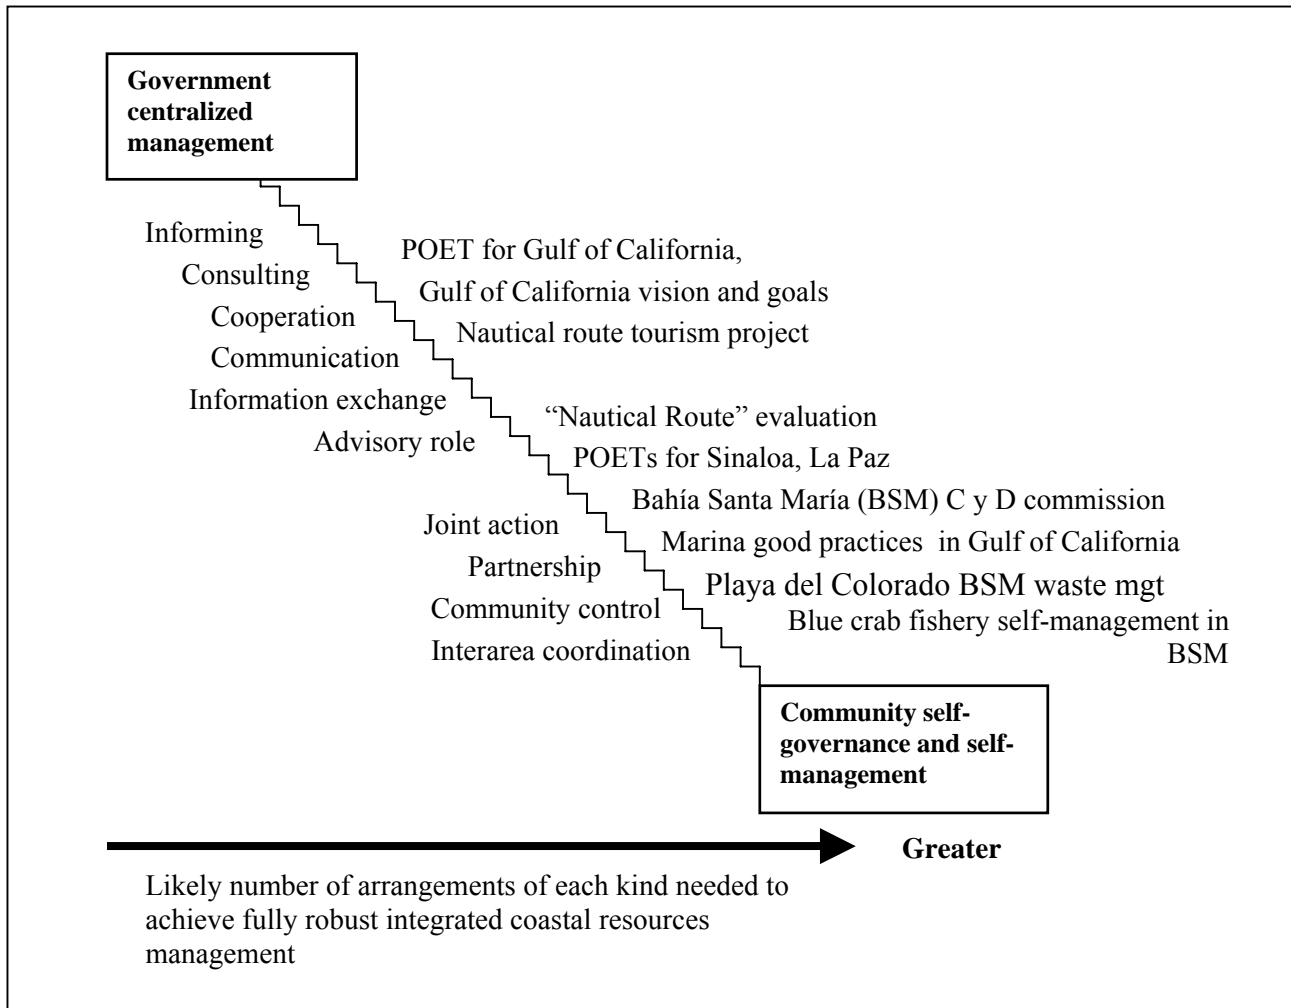 Government
centralized
management
Informing
POET for Gulf of California,
Consulting
Gulf of California vision and goals
Cooperation
Nautical route tourism project
Communication
Information exchange
“Nautical Route” evaluation
Advisory role
POETs for Sinaloa, La Paz
Bahía Santa María (BSM) C y D commission
Joint action
Marina good practices  in Gulf of California
Partnership
Playa del Colorado BSM waste mgt
Community control
Blue crab fishery self-management in
BSM
Interarea coordination
Community self-
governance and self-
management
Greater
Likely number of arrangements of each kind needed to
achieve fully robust integrated coastal resources
management